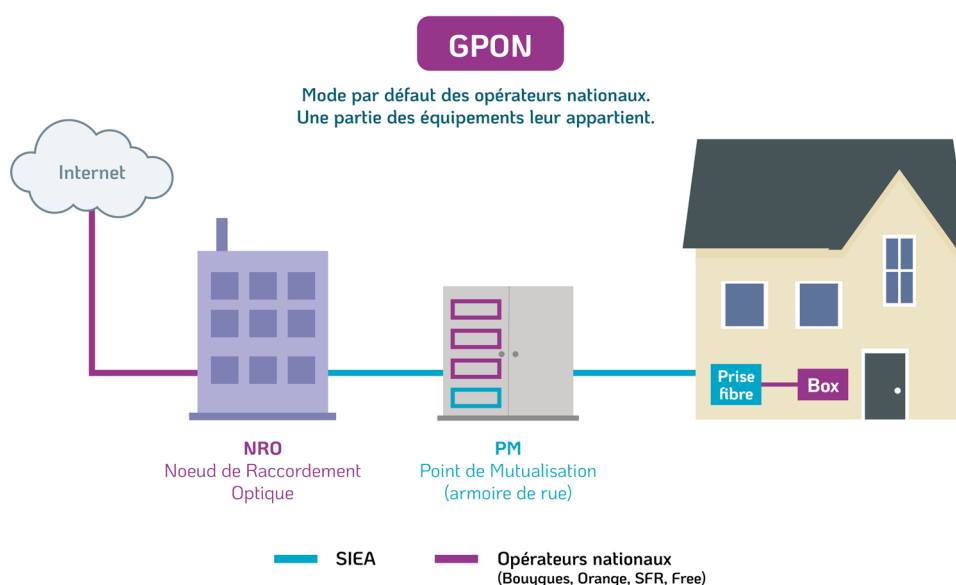 GPON
Mode par défaut des opérateurs nationaux.
Une partie des équipements leur appartient.
Internet
Prise
fibre
Box
NRO
Noeud de Raccordement
Optique
PM
Point de Mutualisation
(armoire de rue)
SIEA
Opérateurs nationaux
(Bouygues, Orange, SFR, Free)